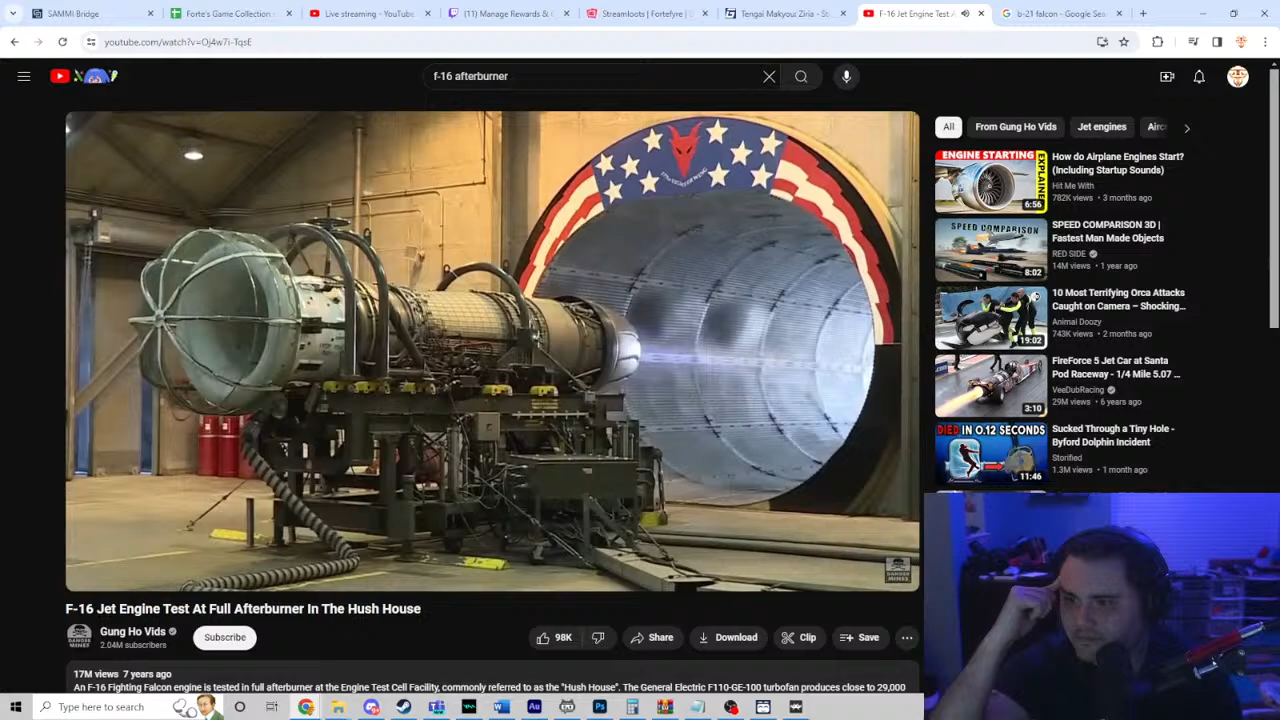 SAMMI Bridge
Forte's Game Collection
Live streaming - YouTube
(11) Manage Rewards & C
Streamloots | Fortefyre | D
Tengai Makyou: Ziria - St
F-16 Jet Engine Test A
b-21 falcon - Google Sea
youtube.com/watch?v=Oj4w7i-TqsE
f-16 afterburner
All
From Gung Ho Vids
Jet engines
Airc
ENGINE STARTING
EXPLAINE
6:56
How do Airplane Engines Start?
(Including Startup Sounds)
Hit Me With
782K views • 3 months ago
SPEED COMPARISON
8:02
SPEED COMPARISON 3D |
Fastest Man Made Objects
RED SIDE
14M views • 1 year ago
19:02
10 Most Terrifying Orca Attacks
Caught on Camera – Shocking...
Animal Doozy
743K views • 2 months ago
3:10
FireForce 5 Jet Car at Santa
Pod Raceway - 1/4 Mile 5.07 ...
VeeDubRacing
29M views • 6 years ago
DIED IN 0.12 SECONDS
11:46
Sucked Through a Tiny Hole -
Byford Dolphin Incident
Storified
1.3M views • 1 month ago
DANGER
MINES
F-16 Jet Engine Test At Full Afterburner In The Hush House
Gung Ho Vids
2.04M subscribers
Subscribe
98K
Share
Download
Clip
Save
17M views 7 years ago
An F-16 Fighting Falcon engine is tested in full afterburner at the Engine Test Cell Facility, commonly referred to as the "Hush House". The General Electric F110-GE-100 turbofan produces close to 29,000
Type here to search